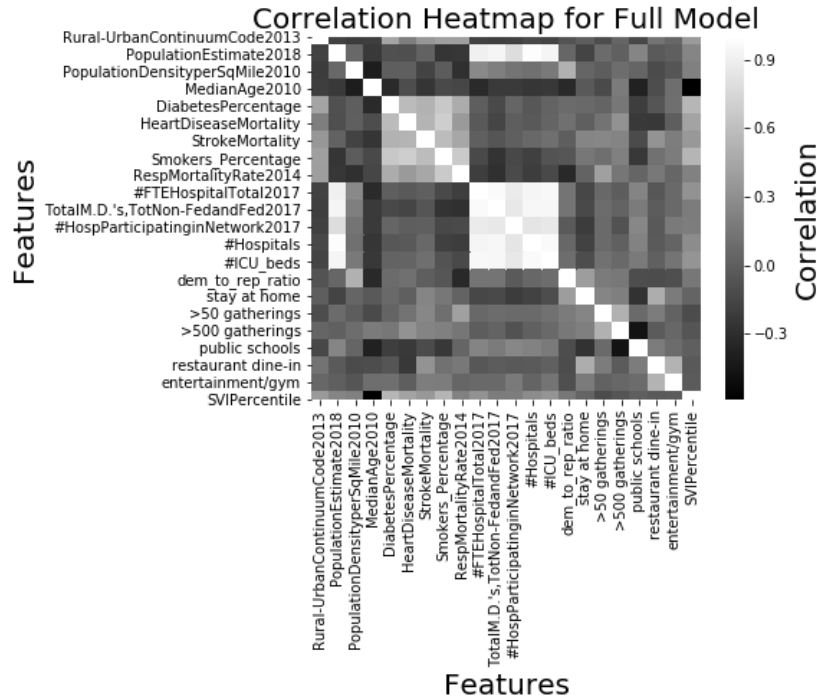 Correlation Heatmap for Full Model
Features
Rural-UrbanContinuumCode2013
PopulationEstimate2018
PopulationDensityperSqMile2010
MedianAge2010
DiabetesPercentage
HeartDiseaseMortality
StrokeMortality
Smokers_Percentage
RespMortalityRate2014
#FTEHospitalTotal2017
TotalM.D.'s,TotNon-FedandFed2017
#HospParticipatinginNetwork2017
#Hospitals
#ICU_beds
dem_to_rep_ratio
stay at home
>50 gatherings
>500 gatherings
public schools
restaurant dine-in
entertainment/gym
SVIPercentile
Rural-UrbanContinuumCode2013
PopulationEstimate2018
PopulationDensityperSqMile2010
MedianAge2010
DiabetesPercentage
HeartDiseaseMortality
StrokeMortality
Smokers_Percentage
RespMortalityRate2014
#FTEHospitalTotal2017
TotalM.D.'s,TotNon-FedandFed2017
#HospParticipatinginNetwork2017
#Hospitals
#ICU_beds
dem_to_rep_ratio
stay at home
>50 gatherings
>500 gatherings
public schools
restaurant dine-in
entertainment/gym
SVIPercentile
Features
0.9
0.6
0.3
0.0
−0.3
Correlation